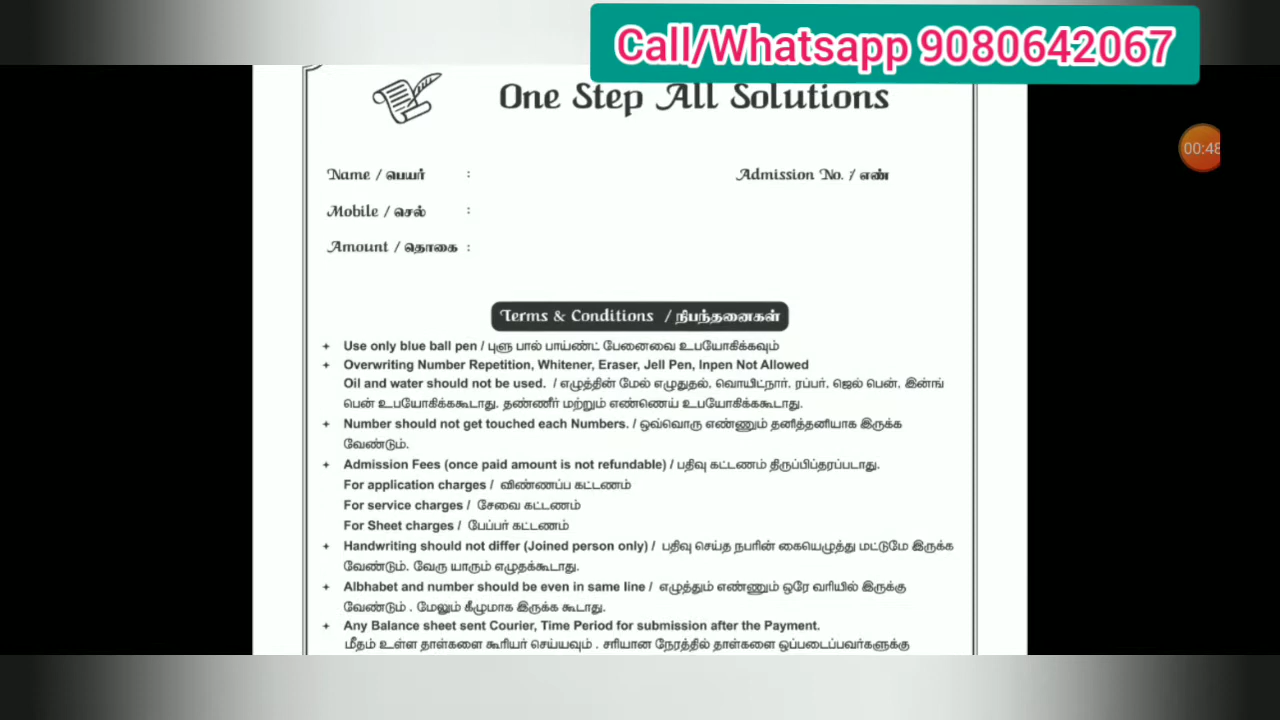 Call/Whatsapp 9080642067
00:48
One Step All Solutions
Name / பெயர் :
Admission No. / எண்
Mobile / செல் :
Amount / தொகை :
Terms & Conditions / நிபந்தனைகள்
+ Use only blue ball pen / புளு பால் பாய்ண்ட் பேனைவை உபயோகிக்கவும்
+ Overwriting Number Repetition, Whitener, Eraser, Jell Pen, Inpen Not Allowed
Oil and water should not be used. / எழுத்தின் மேல் எழுதுதல், வொயிட்நார், ரப்பர், ஜெல் பென், இன்ங்
பென் உபயோகிக்ககூடாது. தண்ணீர் மற்றும் எண்ணெய் உபயோகிக்ககூடாது.
+ Number should not get touched each Numbers. / ஒவ்வொரு எண்ணும் தனித்தனியாக இருக்க
வேண்டும்.
+ Admission Fees (once paid amount is not refundable) / பதிவு கட்டணம் திருப்பிப்தரப்படாது.
For application charges / விண்ணப்ப கட்டணம்
For service charges / சேவை கட்டணம்
For Sheet charges / பேப்பர் கட்டணம்
+ Handwriting should not differ (Joined person only) / பதிவு செய்த நபரின் கையெழுத்து மட்டுமே இருக்க
வேண்டும். வேரு யாரும் எழுதக்கூடாது.
+ Albhabet and number should be even in same line / எழுத்தும் எண்ணும் ஒரே வரியில் இருக்கு
வேண்டும் . மேலும் கீழுமாக இருக்க கூடாது.
+ Any Balance sheet sent Courier, Time Period for submission after the Payment.
மீதம் உள்ள தாள்களை கூரியர் செய்யவும் . சரியான நேரத்தில் தாள்களை ஒப்படைப்பவர்களுக்கு